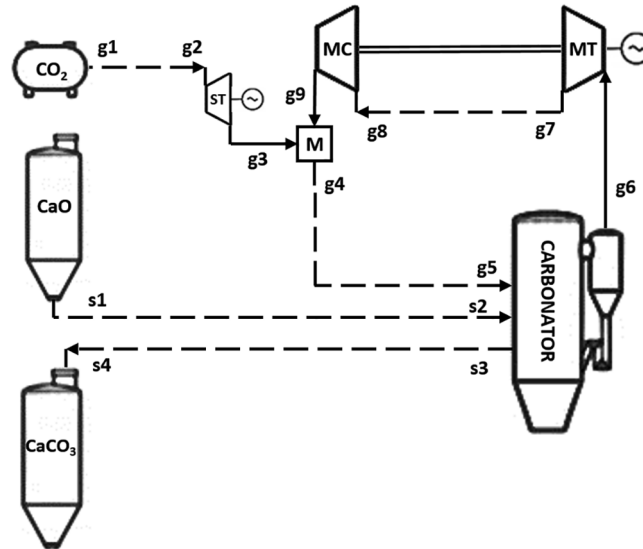 g1
g2
CO₂
ST
~
g3
g9
M
g4
MC
MT
~
g8
g7
g6
CaO
g5
s1
s2
CARBONATOR
s4
s3
CaCO₃